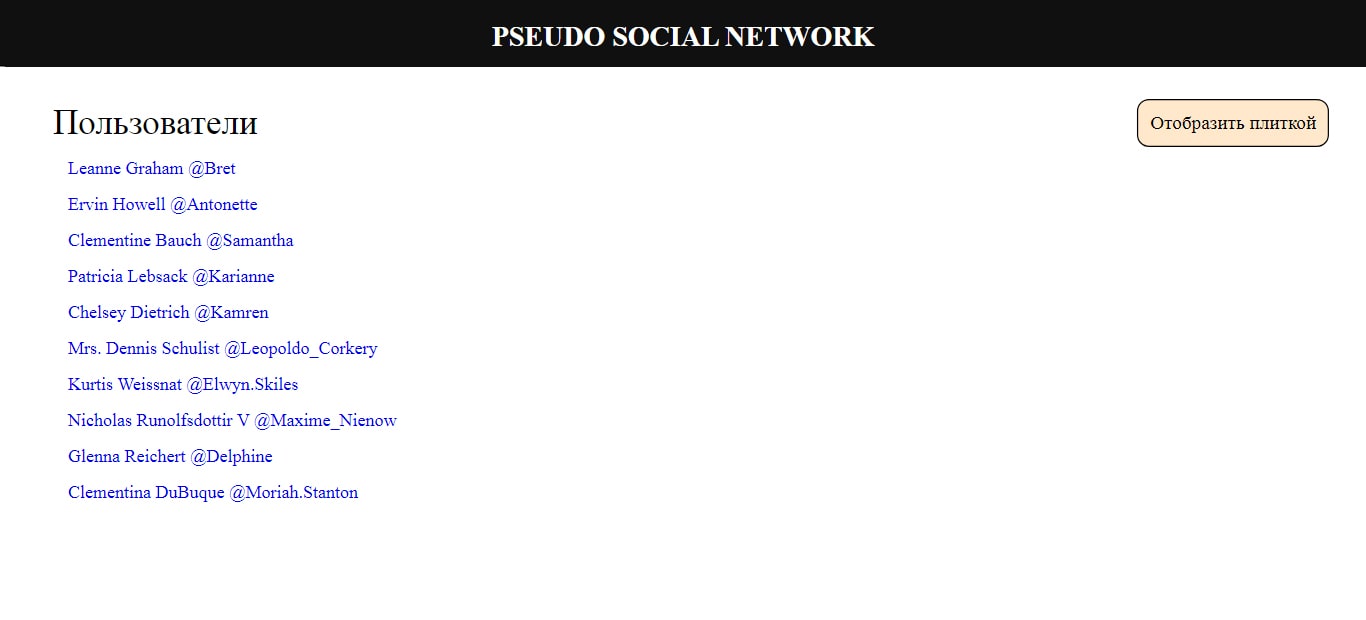 PSEUDO SOCIAL NETWORK
Пользователи
Отобразить плиткой
Leanne Graham @Bret
Ervin Howell @Antonette
Clementine Bauch @Samantha
Patricia Lebsack @Karianne
Chelsey Dietrich @Kamren
Mrs. Dennis Schulist @Leopoldo_Corkery
Kurtis Weissnat @Elwyn.Skiles
Nicholas Runolfsdottir V @Maxime_Nienow
Glenna Reichert @Delphine
Clementina DuBuque @Moriah.Stanton